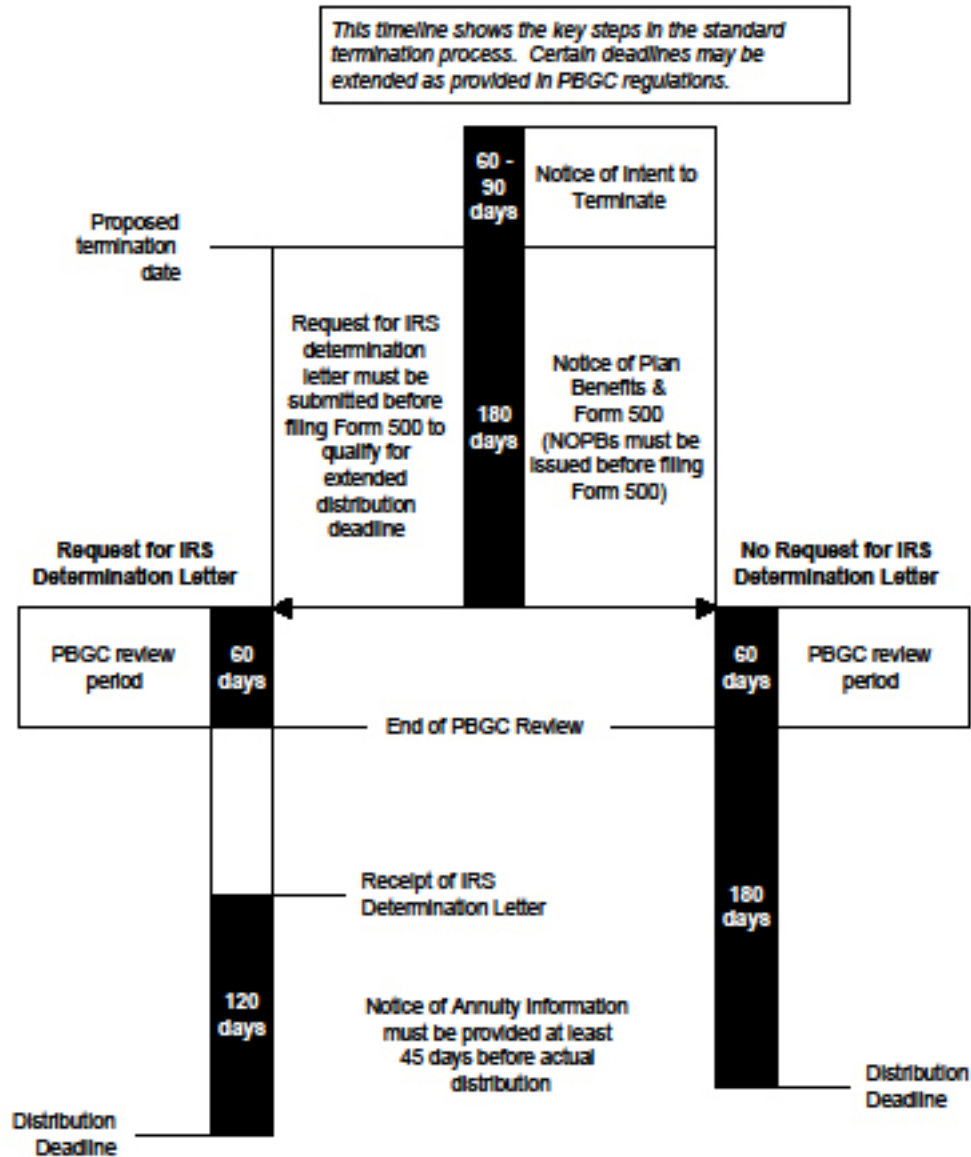 This timeline shows the key steps in the standard
termination process. Certain deadlines may be
extended as provided in PBGC regulations.
60 -
90
days
Notice of Intent to
Terminate
Proposed
termination
date
Request for IRS
determination
letter must be
submitted before
filing Form 500 to
qualify for
extended
distribution
deadline
180
days
Notice of Plan
Benefits &
Form 500
(NOPBs must be
issued before filing
Form 500)
Request for IRS
Determination Letter
No Request for IRS
Determination Letter
PBGC review
period
60
days
60
days
PBGC review
period
End of PBGC Review
Receipt of IRS
Determination Letter
180
days
120
days
Notice of Annuity Information
must be provided at least
45 days before actual
distribution
Distribution
Deadline
Distribution
Deadline